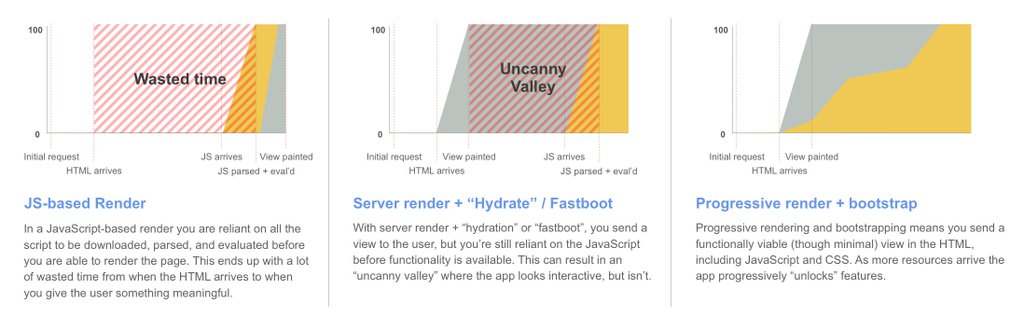 100
Wasted time
0
Initial request
JS arrives
View painted
HTML arrives
JS parsed + eval'd
JS-based Render
In a JavaScript-based render you are reliant on all the
script to be downloaded, parsed, and evaluated before
you are able to render the page. This ends up with a lot
of wasted time from when the HTML arrives to when
you give the user something meaningful.
100
Uncanny
Valley
0
Initial request
View painted
JS arrives
HTML arrives
JS parsed + eval'd
Server render + “Hydrate” / Fastboot
With server render + “hydration” or “fastboot”, you send a
view to the user, but you’re still reliant on the JavaScript
before functionality is available. This can result in an
“uncanny valley” where the app looks interactive, but isn’t.
100
0
Initial request
View painted
HTML arrives
Progressive render + bootstrap
Progressive rendering and bootstrapping means you send a
functionally viable (though minimal) view in the HTML,
including JavaScript and CSS. As more resources arrive the
app progressively “unlocks” features.